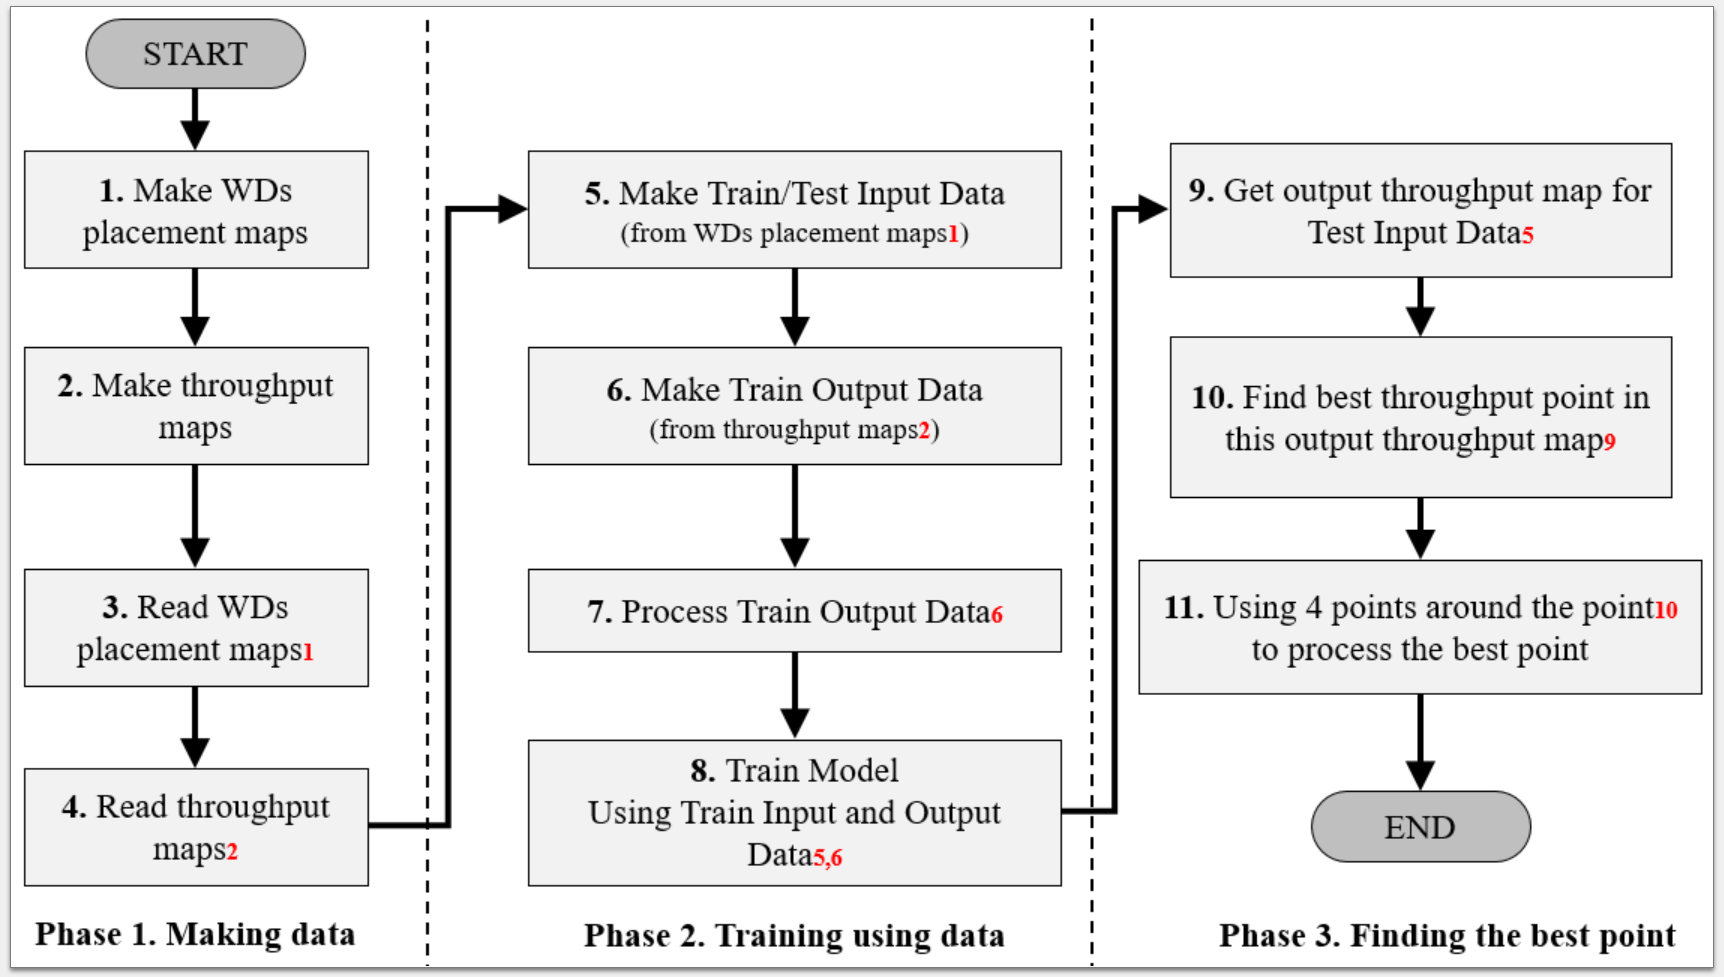 START
1. Make WDs
placement maps
2. Make throughput
maps
3. Read WDs
placement maps1
4. Read throughput
maps2
Phase 1. Making data
5. Make Train/Test Input Data
(from WDs placement maps1)
6. Make Train Output Data
(from throughput maps2)
7. Process Train Output Data6
8. Train Model
Using Train Input and Output
Data5,6
Phase 2. Training using data
9. Get output throughput map for
Test Input Data5
10. Find best throughput point in
this output throughput map9
11. Using 4 points around the point10
to process the best point
END
Phase 3. Finding the best point